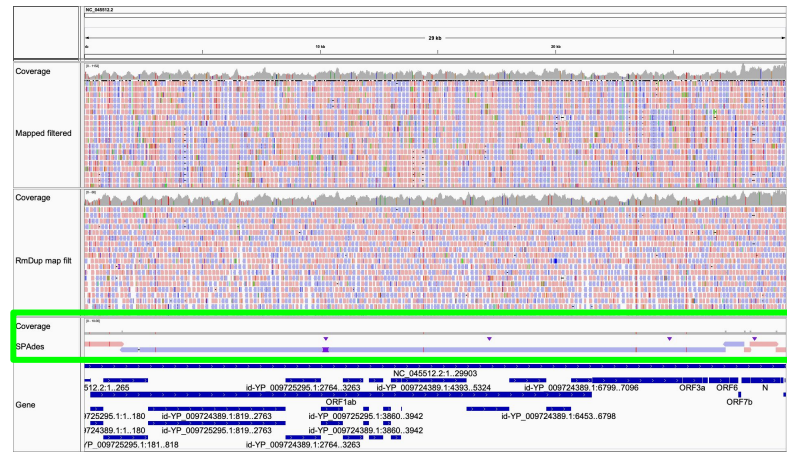 NC_045512.2
29 kb
kb 10 kb 20 kb
Coverage
Mapped filtered
Coverage
RmDup map filt
Coverage
SPAdes
NC_045512.2:1..29903
512.2:1..265 id-YP_009725295.1:2764..3263 id-YP_009724389.1:4393..5324 id-YP_009724389.1:6799..7096 ORF3a ORF6 N
ORF1ab ORF7b
Gene
725295.1:1..180 id-YP_009725295.1:819..2763 id-YP_009725295.1:3860..3942 id-YP_009724389.1:6453..6798
724389.1:1..180 id-YP_009724389.1:819..2763 id-YP_009724389.1:3860..3942
YP_009725295.1:181..818 id-YP_009724389.1:2764..3263